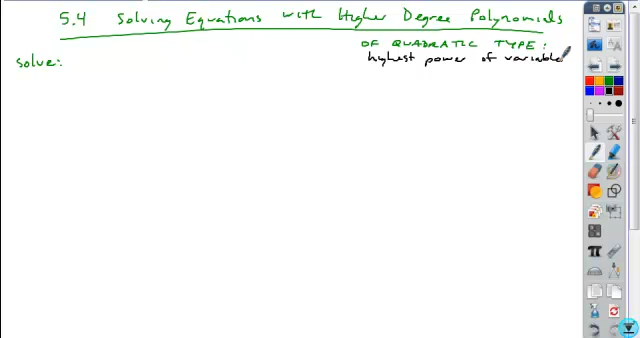 5.4 Solving Equations with Higher Degree Polynomials
OF QUADRATIC TYPE:
solve:
highest power of variable